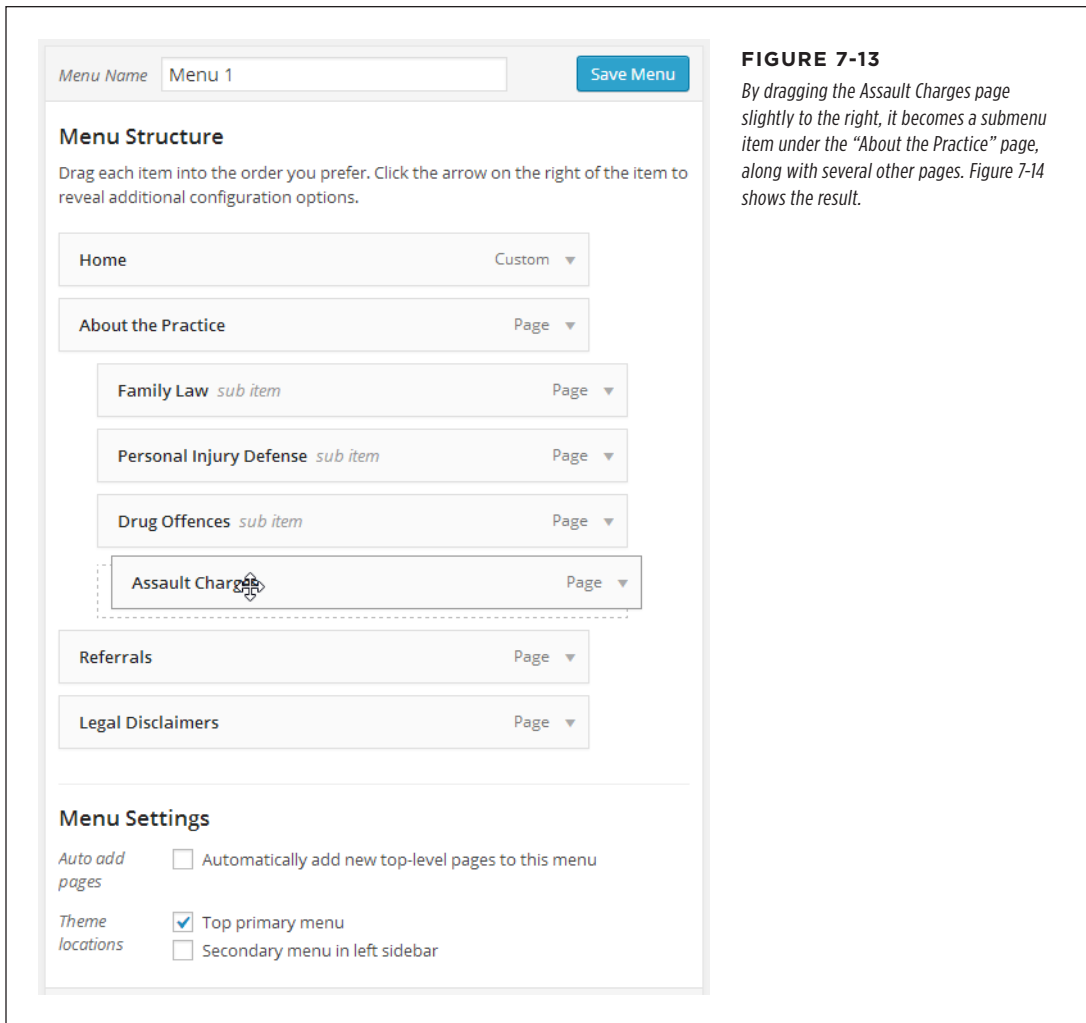 Menu Name Menu 1 Save Menu
Menu Structure
Drag each item into the order you prefer. Click the arrow on the right of the item to
reveal additional configuration options.
Home Custom
About the Practice Page
Family Law sub item Page
Personal Injury Defense sub item Page
Drug Offences sub item Page
Assault Charges Page
Referrals Page
Legal Disclaimers Page
Menu Settings
Auto add
pages
Automatically add new top-level pages to this menu
Theme
locations
Top primary menu
Secondary menu in left sidebar
FIGURE 7-13
By dragging the Assault Charges page
slightly to the right, it becomes a submenu
item under the “About the Practice” page,
along with several other pages. Figure 7-14
shows the result.